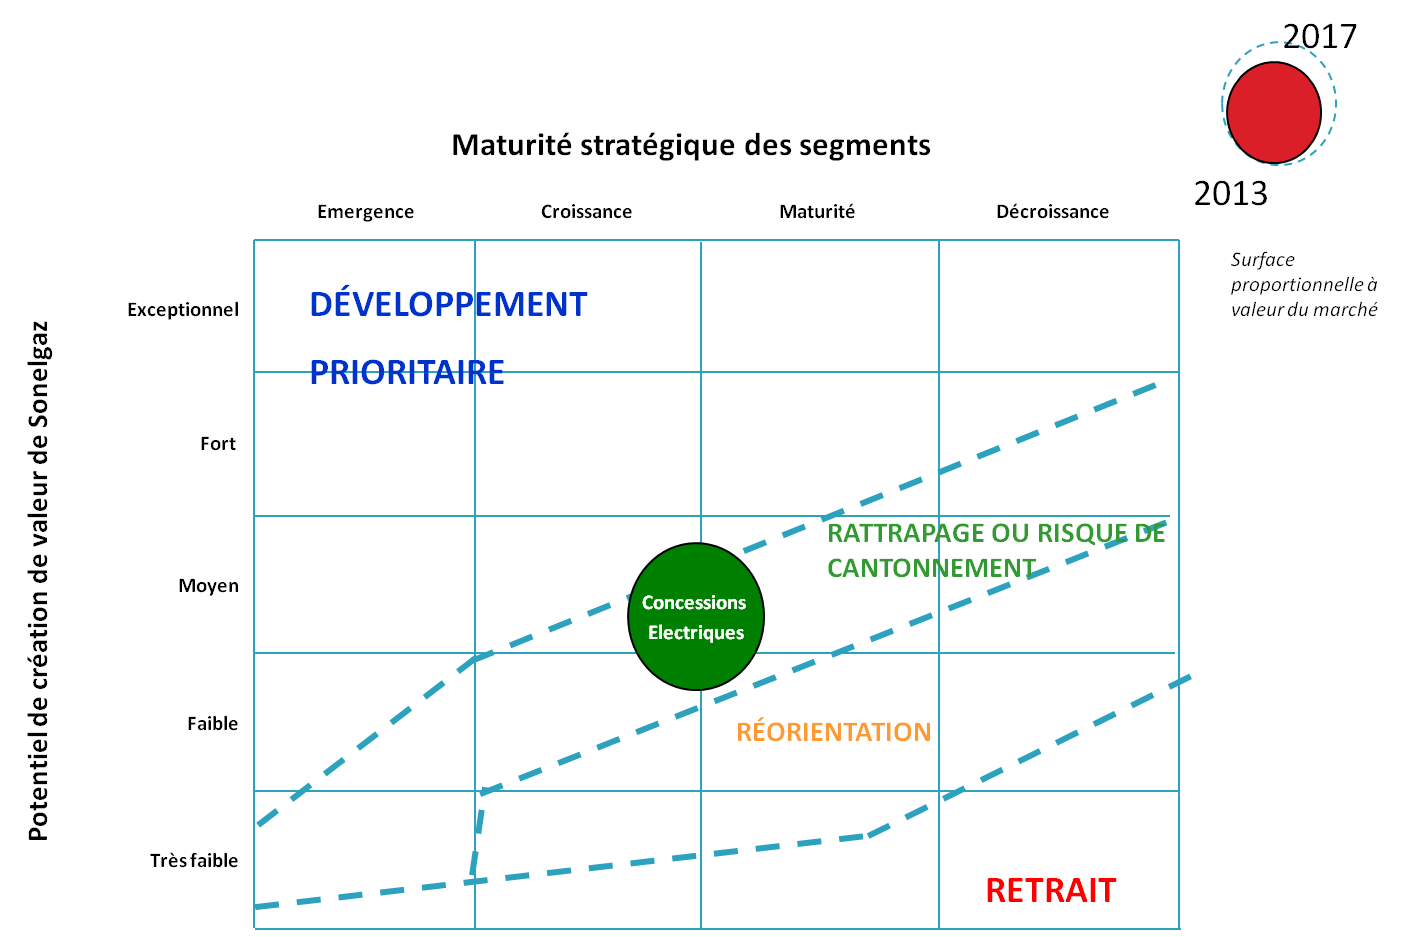 2017
2013
Surface
proportionnelle à
valeur du marché
Maturité stratégique des segments
Emergence
Croissance
Maturité
Décroissance
Potentiel de création de valeur de Sonelgaz
Exceptionnel
Fort
Moyen
Faible
Très faible
DÉVELOPPEMENT
PRIORITAIRE
RATTRAPAGE OU RISQUE DE
CANTONNEMENT
Concessions
Electriques
RÉORIENTATION
RETRAIT